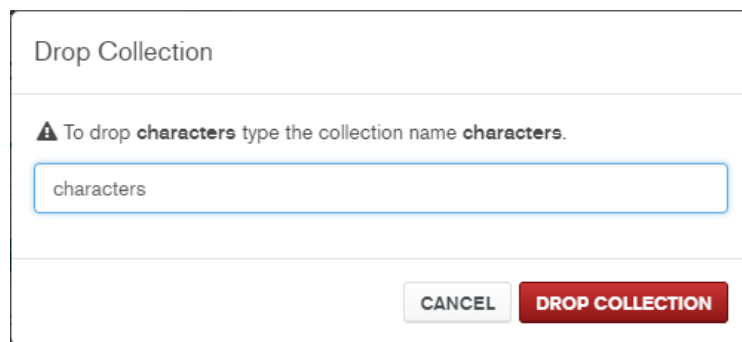 Drop Collection
To drop characters type the collection name characters.
characters
CANCEL DROP COLLECTION